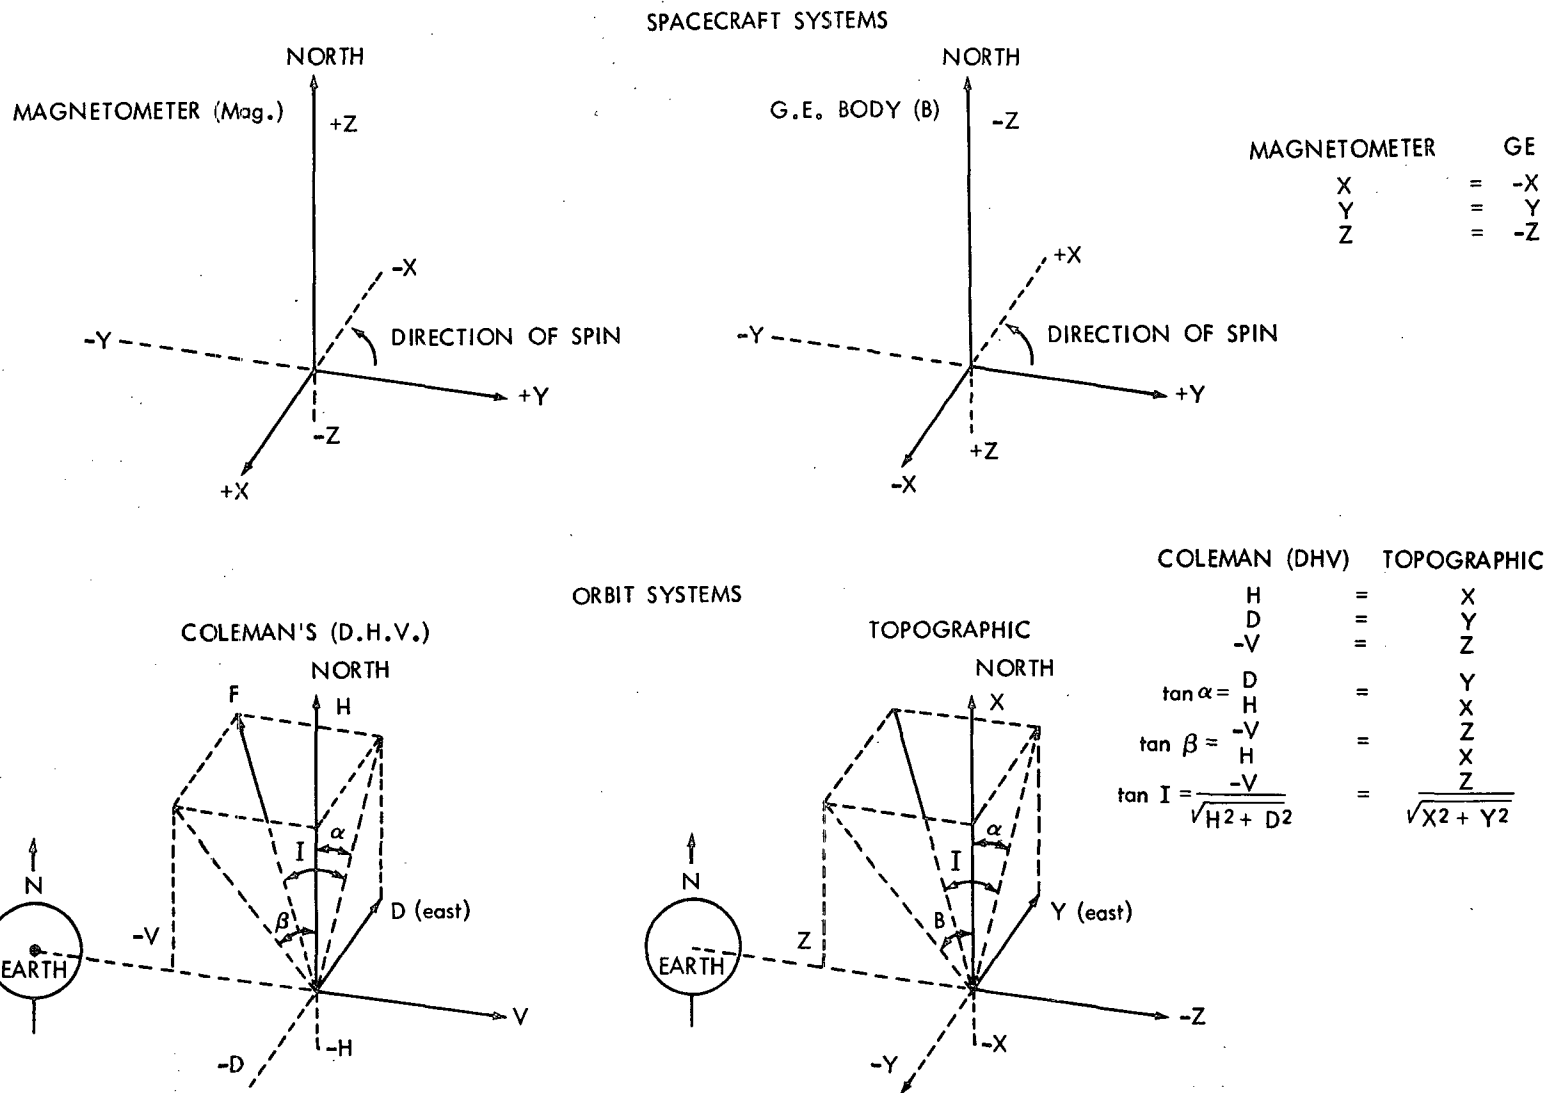 SPACECRAFT SYSTEMS
NORTH
MAGNETOMETER (Mag.)
+Z
-X
-Y
DIRECTION OF SPIN
+Y
-Z
+X
NORTH
G.E. BODY (B)
-Z
+X
-Y
DIRECTION OF SPIN
+Y
+Z
-X
MAGNETOMETER GE
X = -X
Y = Y
Z = -Z
ORBIT SYSTEMS
COLEMAN'S (D.H.V.)
NORTH
F
H
α
I
β
D (east)
N
EARTH
-V
V
-H
-D
TOPOGRAPHIC
NORTH
X
α
I
B
Y (east)
N
EARTH
Z
-Z
-X
-Y
COLEMAN (DHV) TOPOGRAPHIC
H = X
D = Y
-V = Z
tan α = D/H = Y/X
tan β = -V/H = Z/X
tan I = -V/√H2 + D2 = Z/√X2 + Y2